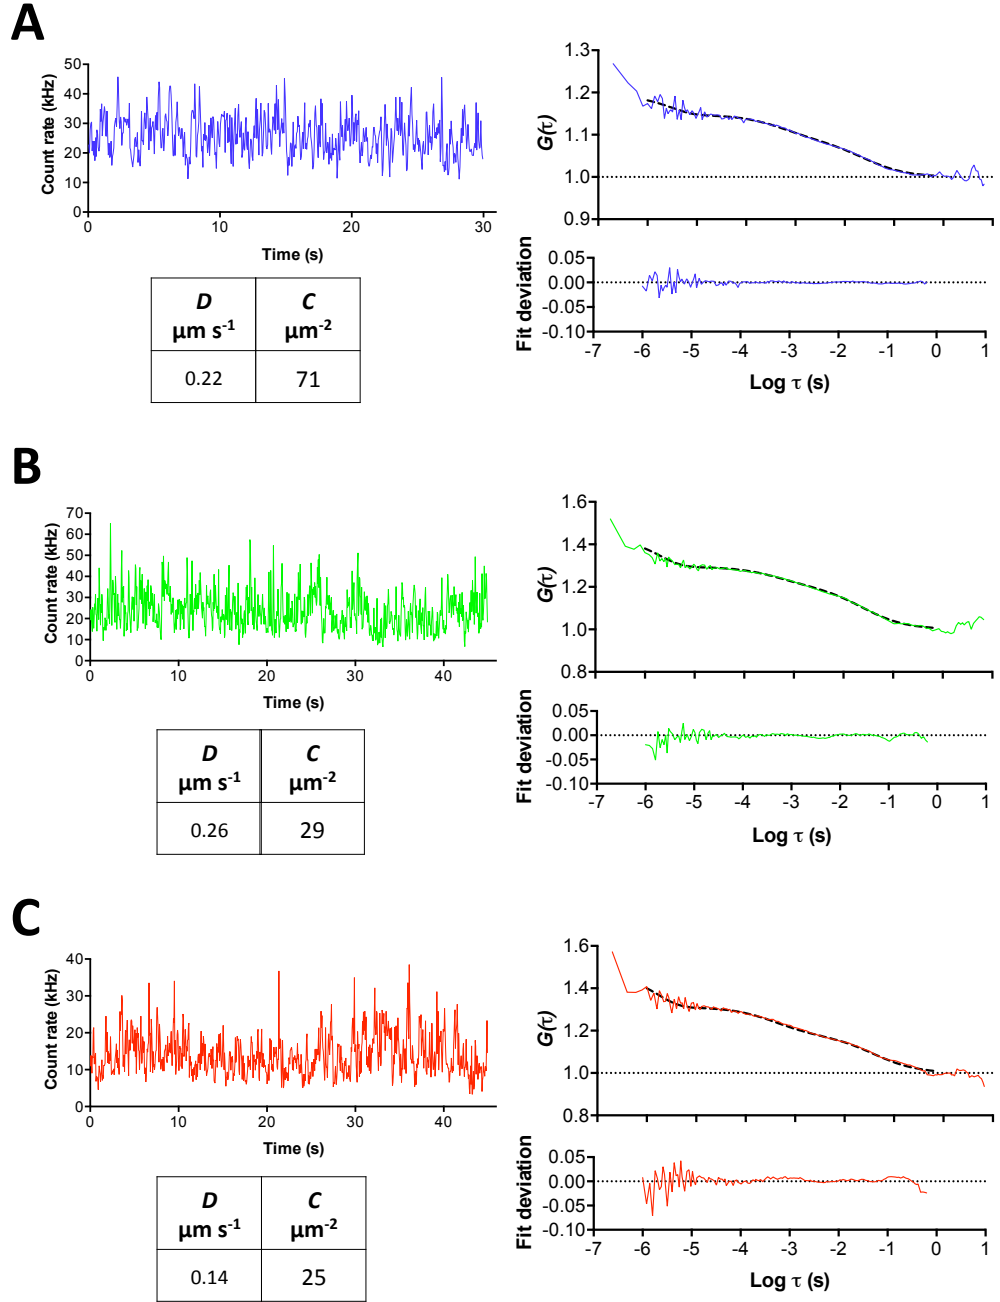 A
Count rate (kHz)
50
40
30
20
10
0
0 10 20 30
Time (s)
D C
µm s-1 µm-2
0.22 71
G(τ)
1.3
1.2
1.1
1.0
0.9
Fit deviation
0.05
0.00
-0.05
-0.10
-7 -6 -5 -4 -3 -2 -1 0 1
Log τ (s)
B
Count rate (kHz)
70
60
50
40
30
20
10
0
0 10 20 30 40
Time (s)
D C
µm s-1 µm-2
0.26 29
G(τ)
1.6
1.4
1.2
1.0
0.8
Fit deviation
0.05
0.00
-0.05
-0.10
-7 -6 -5 -4 -3 -2 -1 0 1
Log τ (s)
C
Count rate (kHz)
40
30
20
10
0
0 10 20 30 40
Time (s)
D C
µm s-1 µm-2
0.14 25
G(τ)
1.6
1.4
1.2
1.0
0.8
Fit deviation
0.05
0.00
-0.05
-0.10
-7 -6 -5 -4 -3 -2 -1 0 1
Log τ (s)